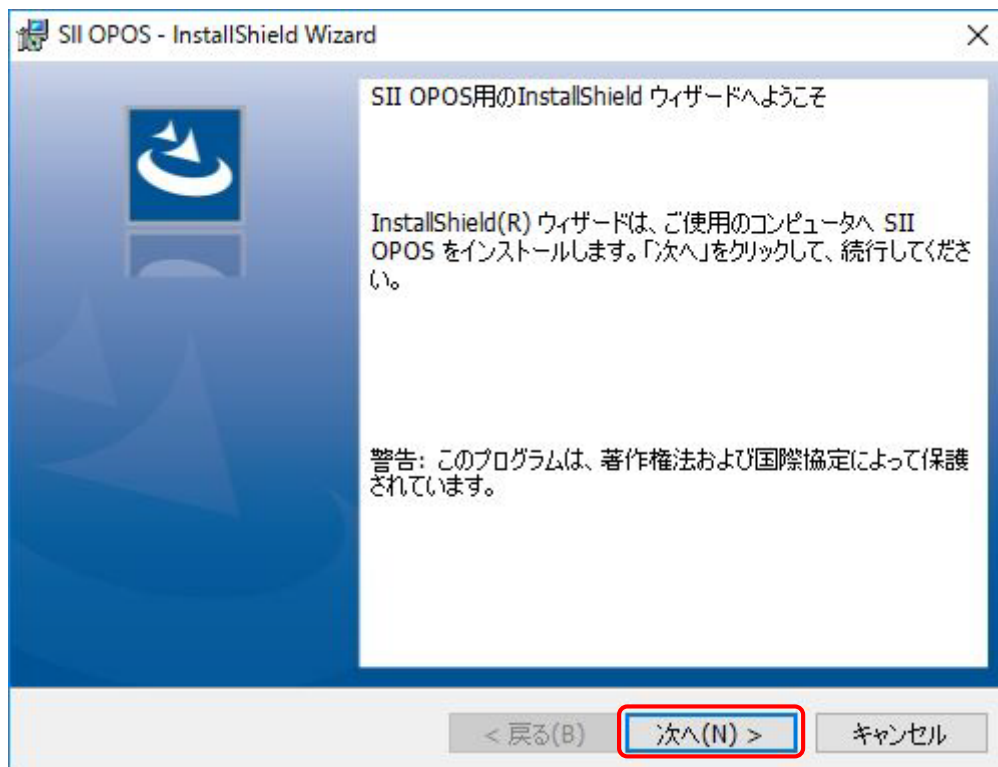 SII OPOS - InstallShield Wizard
SII OPOS用のInstallShield ウィザードへようこそ
InstallShield(R) ウィザードは、ご使用のコンピュータへ SII
OPOS をインストールします。「次へ」をクリックして、続行してくださ
い。
警告: このプログラムは、著作権法および国際協定によって保護
されています。
< 戻る(B)
次へ(N) >
キャンセル